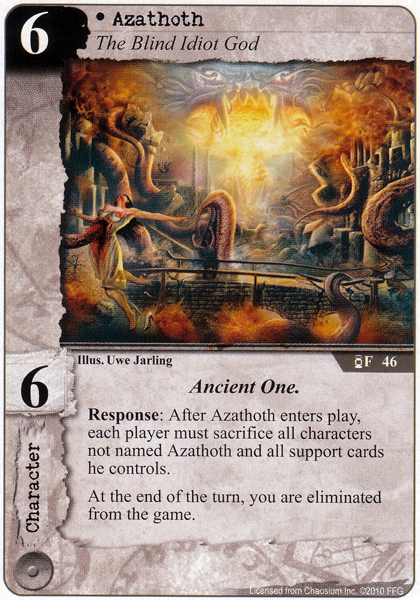 6
• Azathoth
The Blind Idiot God
Illus. Uwe Jarling
F 46
6
Ancient One.
Response: After Azathoth enters play,
each player must sacrifice all characters
not named Azathoth and all support cards
he controls.
At the end of the turn, you are eliminated
from the game.
Character
Licensed from Chaosium Inc. ©2010 FFG